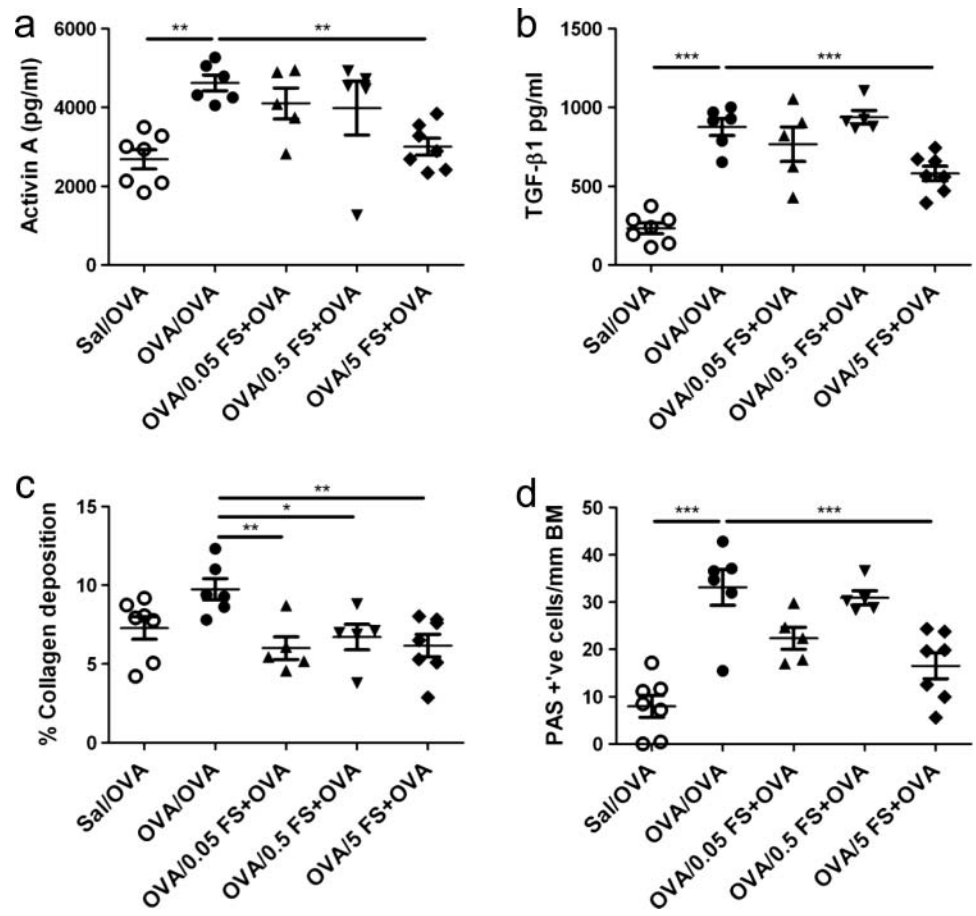 a
**
**
Activin A (pg/ml)
6000
4000
2000
0
Sal/OVA
OVA/OVA
OVA/0.05 FS+OVA
OVA/0.5 FS+OVA
OVA/5 FS+OVA
b
***
***
TGF-β1 pg/ml
1500
1000
500
0
Sal/OVA
OVA/OVA
OVA/0.05 FS+OVA
OVA/0.5 FS+OVA
OVA/5 FS+OVA
c
**
*
**
% Collagen deposition
15
10
5
0
Sal/OVA
OVA/OVA
OVA/0.05 FS+OVA
OVA/0.5 FS+OVA
OVA/5 FS+OVA
d
***
***
PAS +'ve cells/mm BM
50
40
30
20
10
0
Sal/OVA
OVA/OVA
OVA/0.05 FS+OVA
OVA/0.5 FS+OVA
OVA/5 FS+OVA